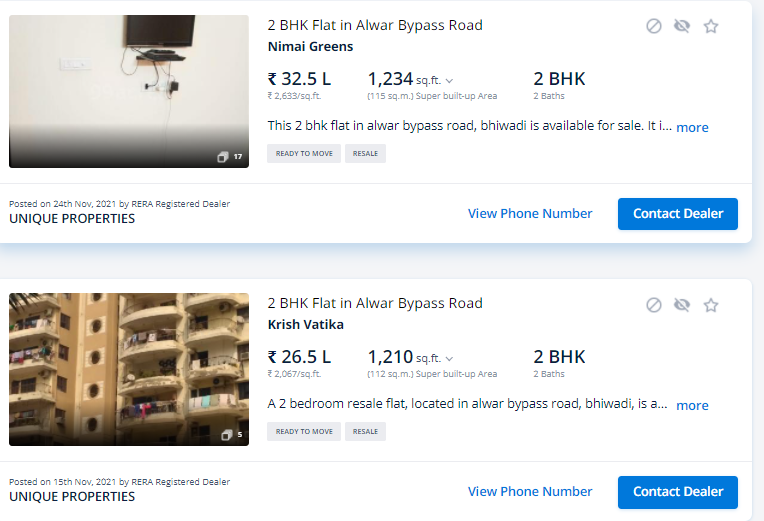 2 BHK Flat in Alwar Bypass Road
Nimai Greens
₹ 32.5 L 1,234 sq.ft. 2 BHK
₹ 2,633/sq.ft. (115 sq.m.) Super built-up Area 2 Baths
This 2 bhk flat in alwar bypass road, bhiwadi is available for sale. It i... more
READY TO MOVE RESALE
17
Posted on 24th Nov, 2021 by RERA Registered Dealer
UNIQUE PROPERTIES
View Phone Number Contact Dealer
2 BHK Flat in Alwar Bypass Road
Krish Vatika
₹ 26.5 L 1,210 sq.ft. 2 BHK
₹ 2,067/sq.ft. (112 sq.m.) Super built-up Area 2 Baths
A 2 bedroom resale flat, located in alwar bypass road, bhiwadi, is a... more
READY TO MOVE RESALE
5
Posted on 15th Nov, 2021 by RERA Registered Dealer
UNIQUE PROPERTIES
View Phone Number Contact Dealer